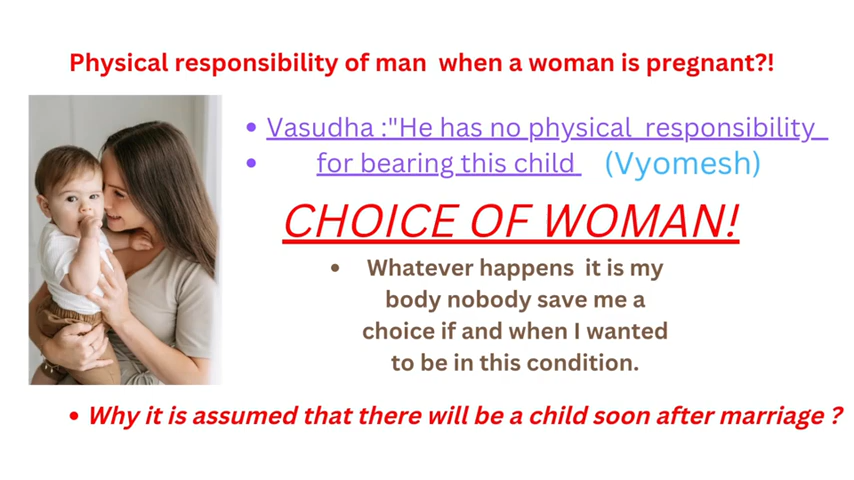 Physical responsibility of man when a woman is pregnant?!
• Vasudha :"He has no physical responsibility
• for bearing this child (Vyomesh)
CHOICE OF WOMAN!
• Whatever happens it is my
body nobody save me a
choice if and when I wanted
to be in this condition.
• Why it is assumed that there will be a child soon after marriage ?